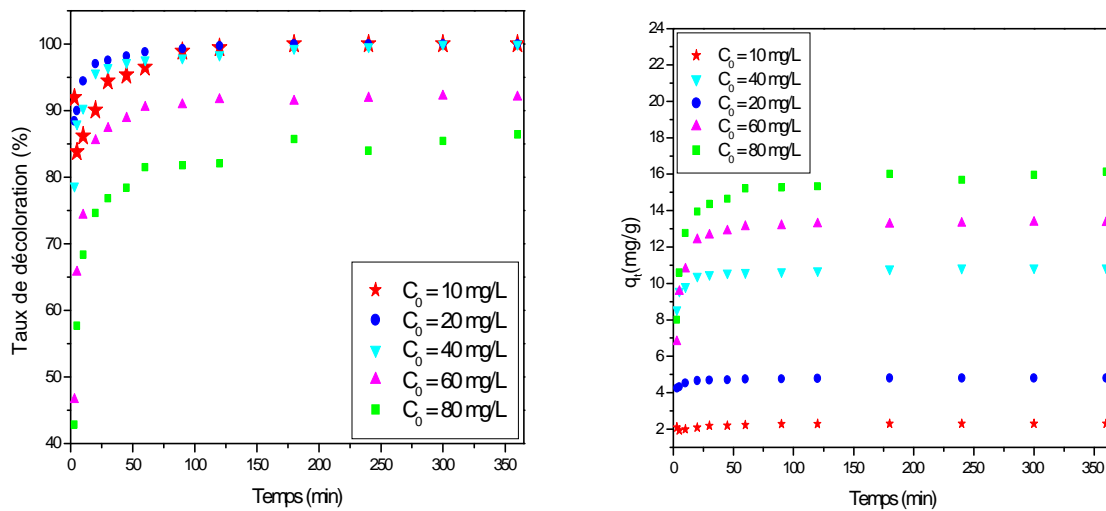 Taux de décoloration (%)
100
90
80
70
60
50
40
0 50 100 150 200 250 300 350
Temps (min)
C0 = 10 mg/L
C0 = 20 mg/L
C0 = 40 mg/L
C0 = 60 mg/L
C0 = 80 mg/L
qt(mg/g)
24
22
20
18
16
14
12
10
8
6
4
2
0 50 100 150 200 250 300 350
Temps (min)
C0 = 10 mg/L
C0 = 40 mg/L
C0 = 20 mg/L
C0 = 60 mg/L
C0 = 80 mg/L